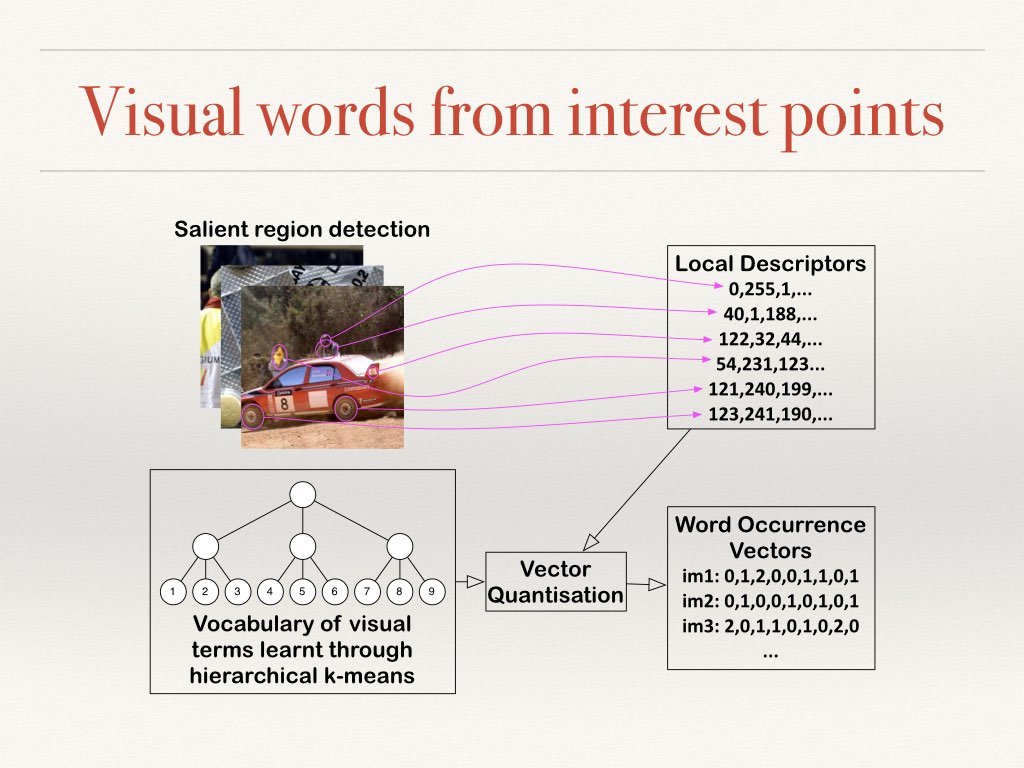 Visual words from interest points
Salient region detection
8
Local Descriptors
0,255,1,...
40,1,188,...
122,32,44,...
54,231,123...
121,240,199,...
123,241,190,...
1 2 3 4 5 6 7 8 9
Vocabulary of visual
terms learnt through
hierarchical k-means
Vector
Quantisation
Word Occurrence
Vectors
im1: 0,1,2,0,0,1,1,0,1
im2: 0,1,0,0,1,0,1,0,1
im3: 2,0,1,1,0,1,0,2,0
...